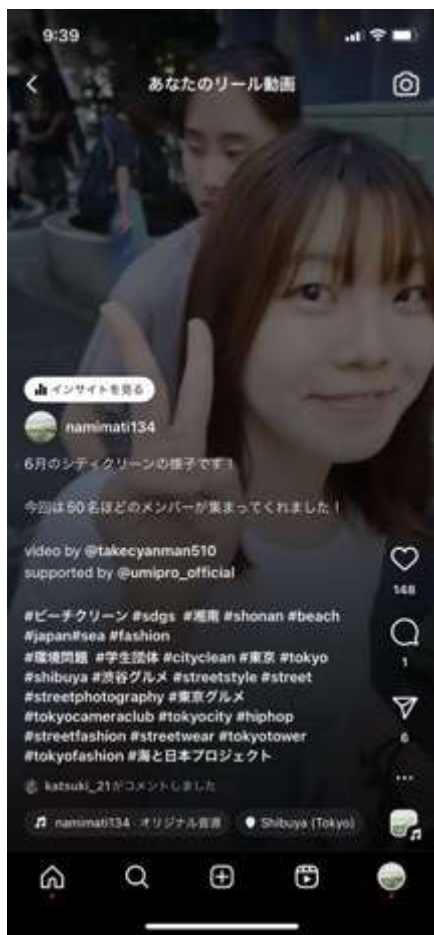 9:39
あなたのリール動画
インサイトを見る
namimati134
6月のシティクリーンの様子です！
今回は50名ほどのメンバーが集まってくれました！
video by @takecyanman510
supported by @umipro_official
#ビーチクリーン #sdgs #湘南 #shonan #beach
#japan#sea #fashion
#環境問題 #学生団体 #cityclean #東京 #tokyo
#shibuya #渋谷グルメ #streetstyle #street
#streetphotography #東京グルメ
#tokyocameraclub #tokyocity #hiphop
#streetfashion #streetwear #tokyotower
#tokyofashion #海と日本プロジェクト
148
1
6
katsuki_21がコメントしました
namimati134・オリジナル音源
Shibuya (Tokyo)